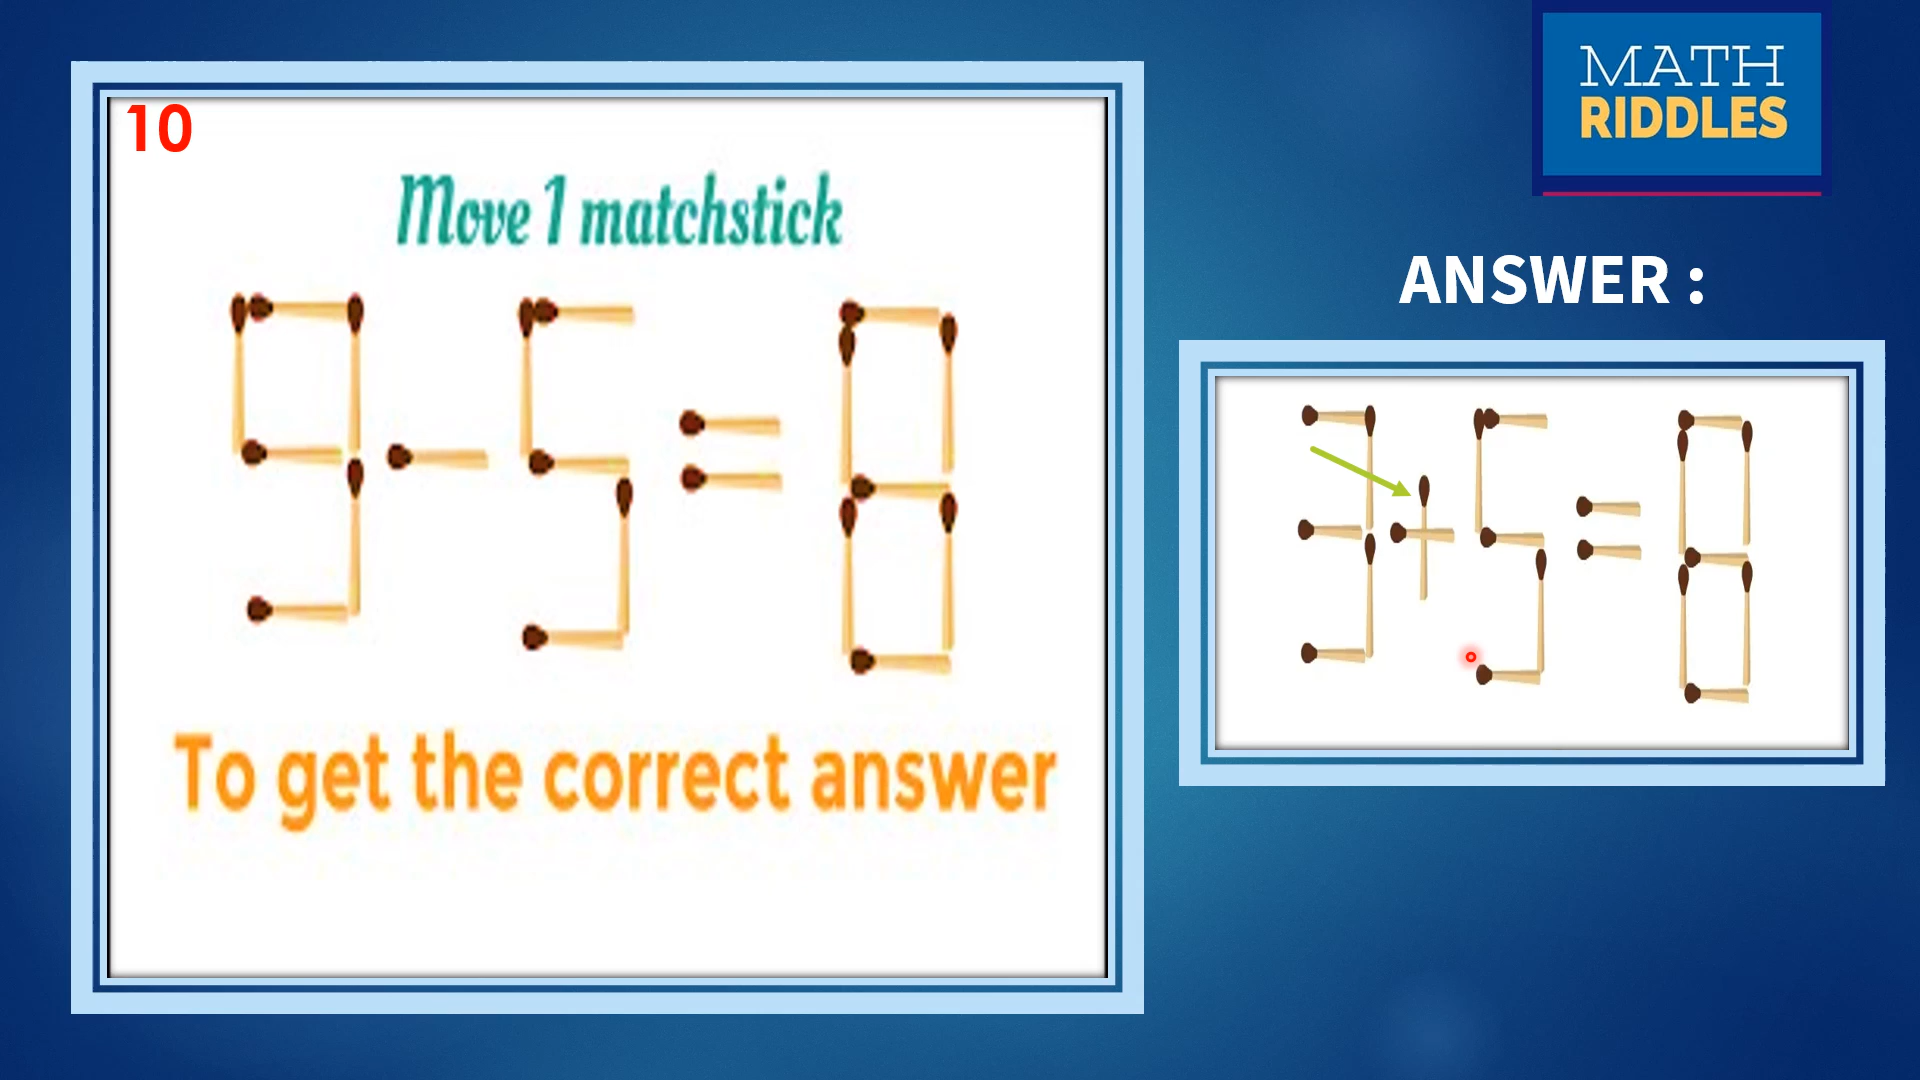 10
Move 1 matchstick
9-5=8
To get the correct answer
MATH
RIDDLES
ANSWER :
3+5=8